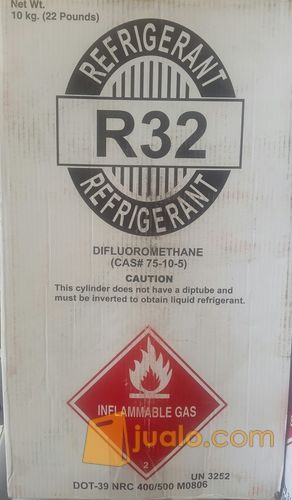 Net Wt.
10 kg. (22 Pounds)
REFRIGERANT
R32
REFRIGERANT
DIFLUOROMETHANE
(CAS# 75-10-5)
CAUTION
This cylinder does not have a diptube and
must be inverted to obtain liquid refrigerant.
INFLAMMABLE GAS
jualo.com
2
UN 3252
DOT-39 NRC 400/500 M0806